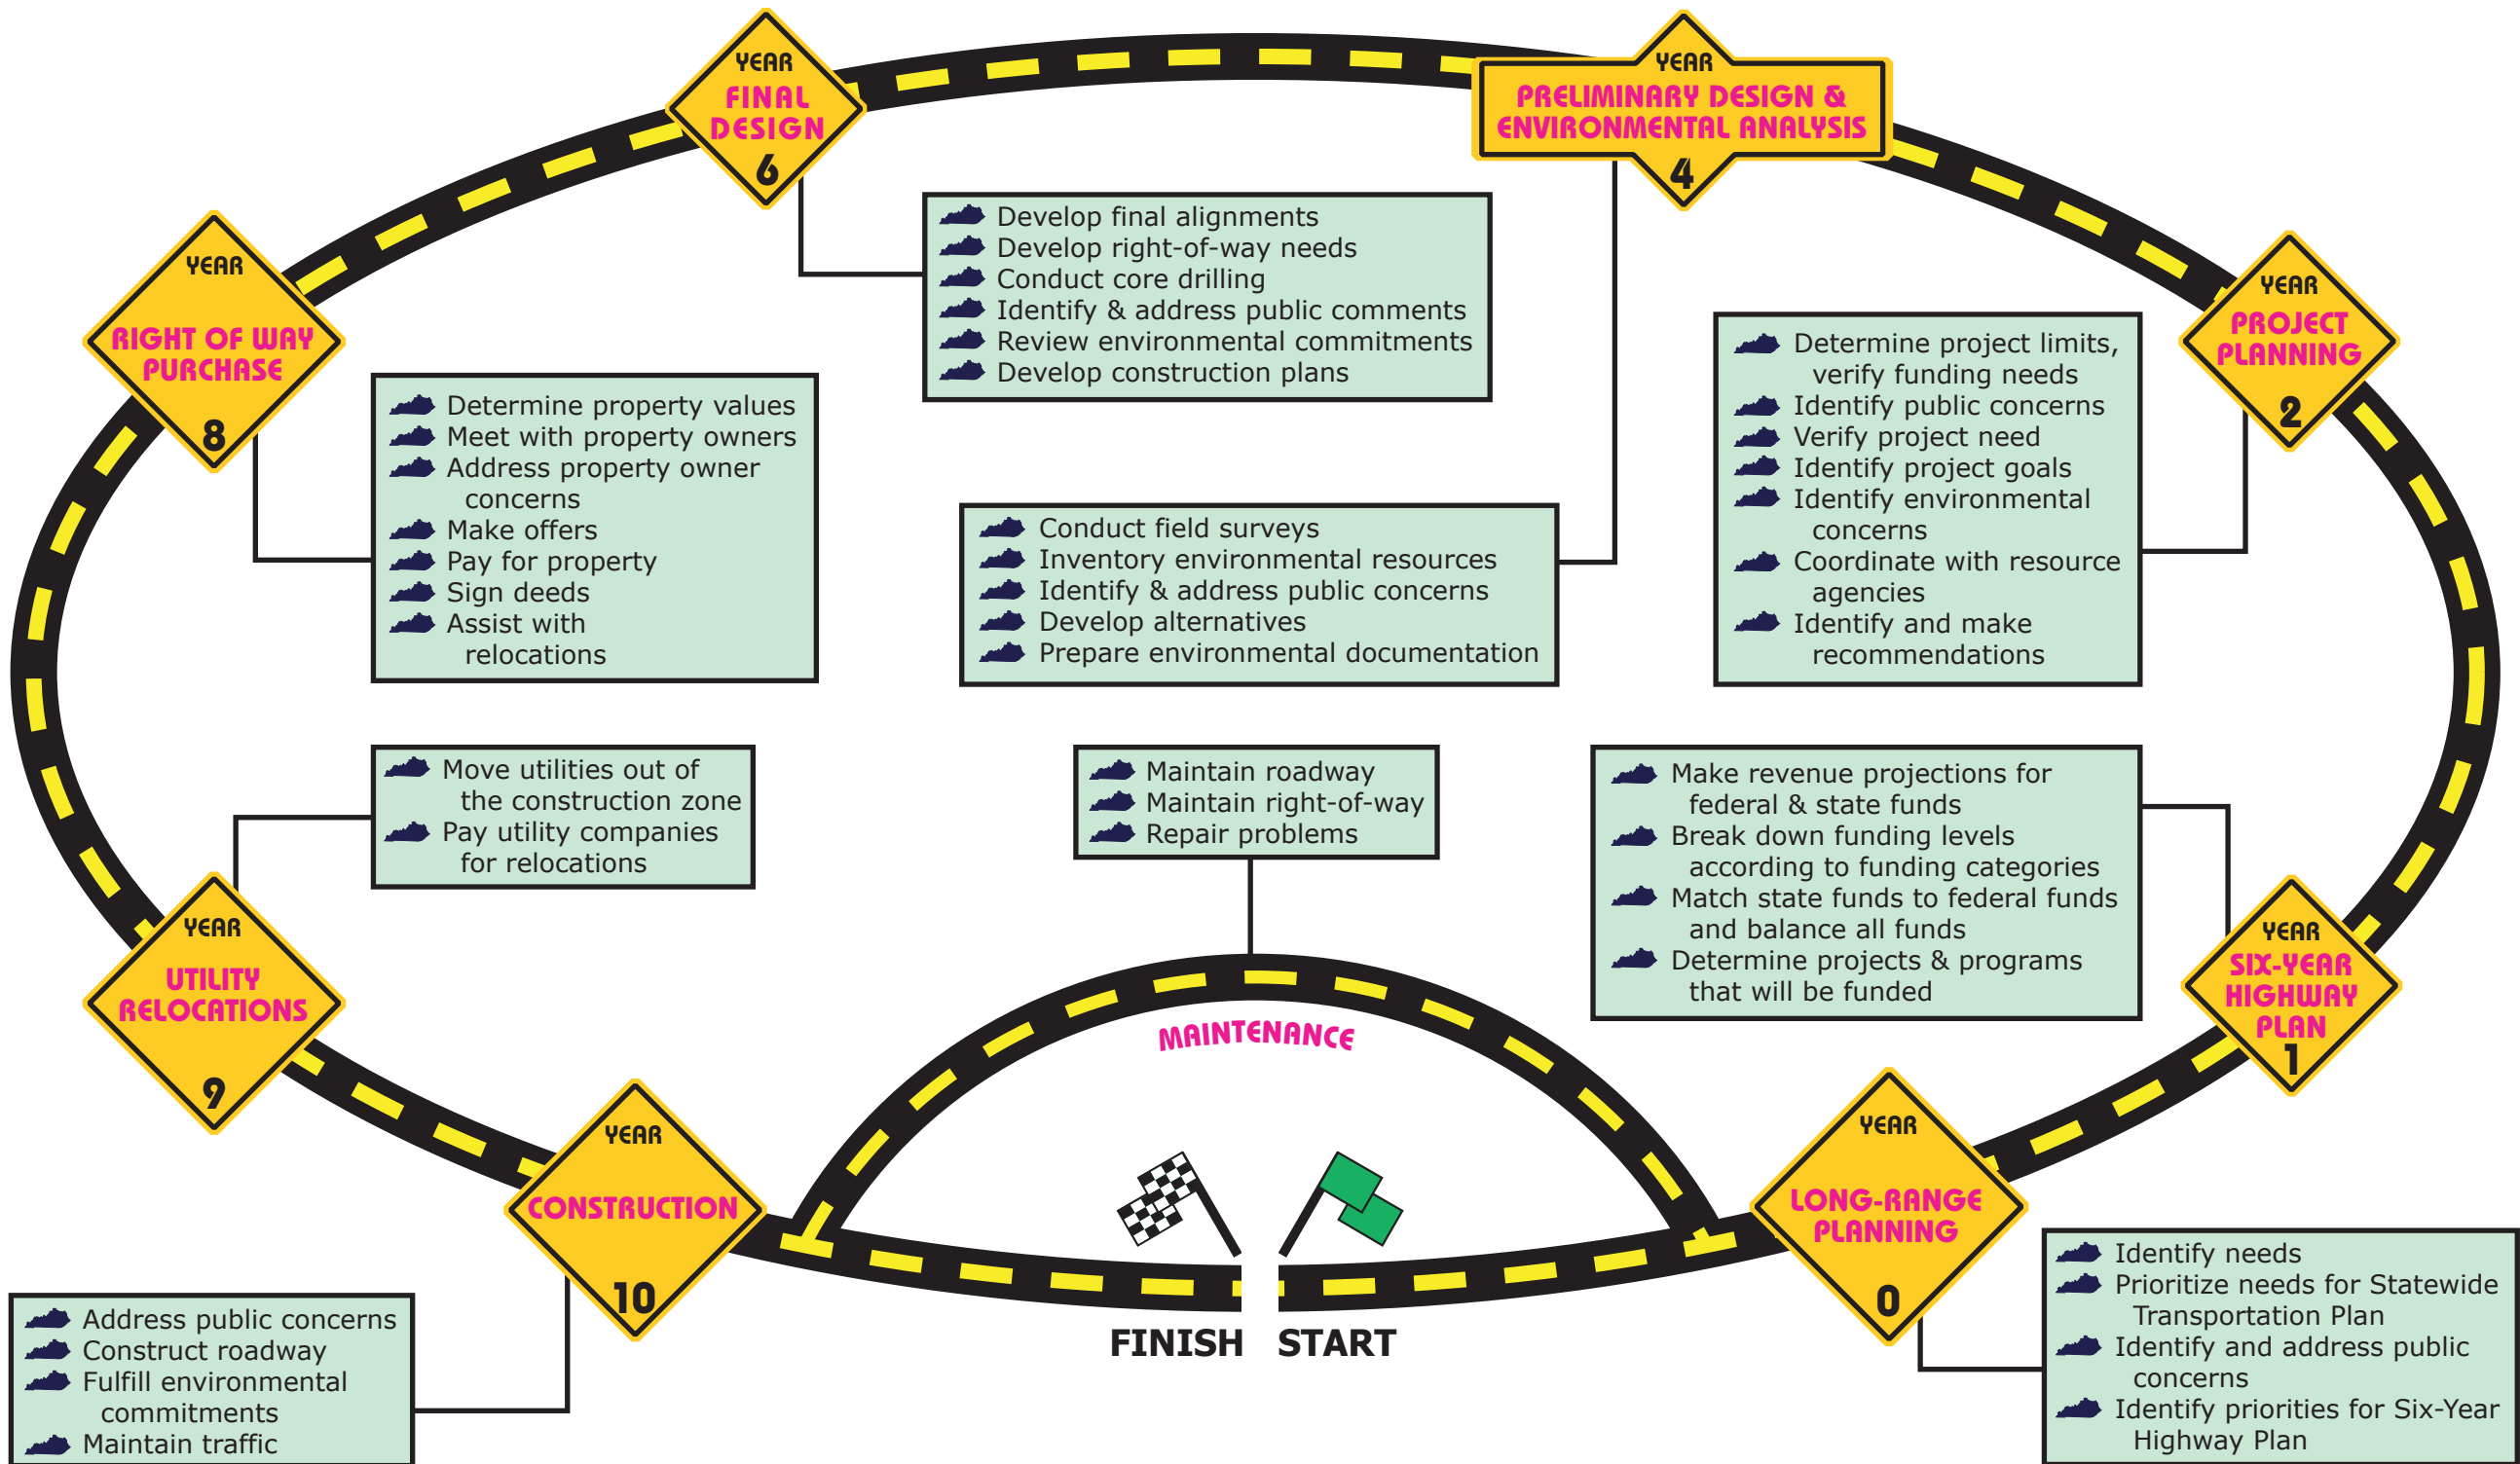 YEAR
FINAL
DESIGN
6
Develop final alignments
Develop right-of-way needs
Conduct core drilling
Identify & address public comments
Review environmental commitments
Develop construction plans
YEAR
PRELIMINARY DESIGN &
ENVIRONMENTAL ANALYSIS
4
Conduct field surveys
Inventory environmental resources
Identify & address public concerns
Develop alternatives
Prepare environmental documentation
YEAR
RIGHT OF WAY
PURCHASE
8
Determine property values
Meet with property owners
Address property owner
concerns
Make offers
Pay for property
Sign deeds
Assist with
relocations
YEAR
PROJECT
PLANNING
2
Determine project limits,
verify funding needs
Identify public concerns
Verify project need
Identify project goals
Identify environmental
concerns
Coordinate with resource
agencies
Identify and make
recommendations
Move utilities out of
the construction zone
Pay utility companies
for relocations
YEAR
UTILITY
RELOCATIONS
9
Maintain roadway
Maintain right-of-way
Repair problems
MAINTENANCE
Make revenue projections for
federal & state funds
Break down funding levels
according to funding categories
Match state funds to federal funds
and balance all funds
Determine projects & programs
that will be funded
YEAR
SIX-YEAR
HIGHWAY
PLAN
1
YEAR
CONSTRUCTION
10
Address public concerns
Construct roadway
Fulfill environmental
commitments
Maintain traffic
FINISH START
YEAR
LONG-RANGE
PLANNING
0
Identify needs
Prioritize needs for Statewide
Transportation Plan
Identify and address public
concerns
Identify priorities for Six-Year
Highway Plan